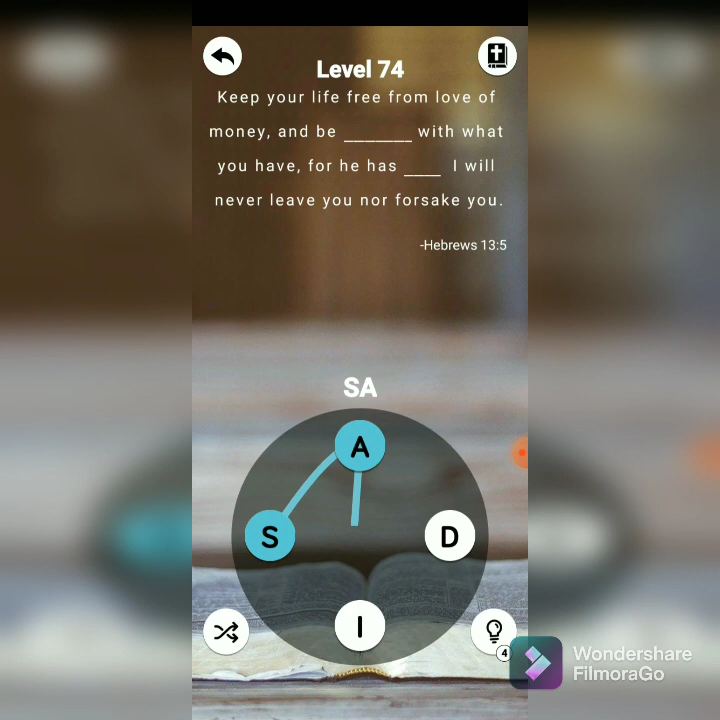 Level 74
Keep your life free from love of
money, and be _______ with what
you have, for he has ____ I will
never leave you nor forsake you.
-Hebrews 13:5
SA
A
S
D
I
4
Wondershare
FilmoraGo